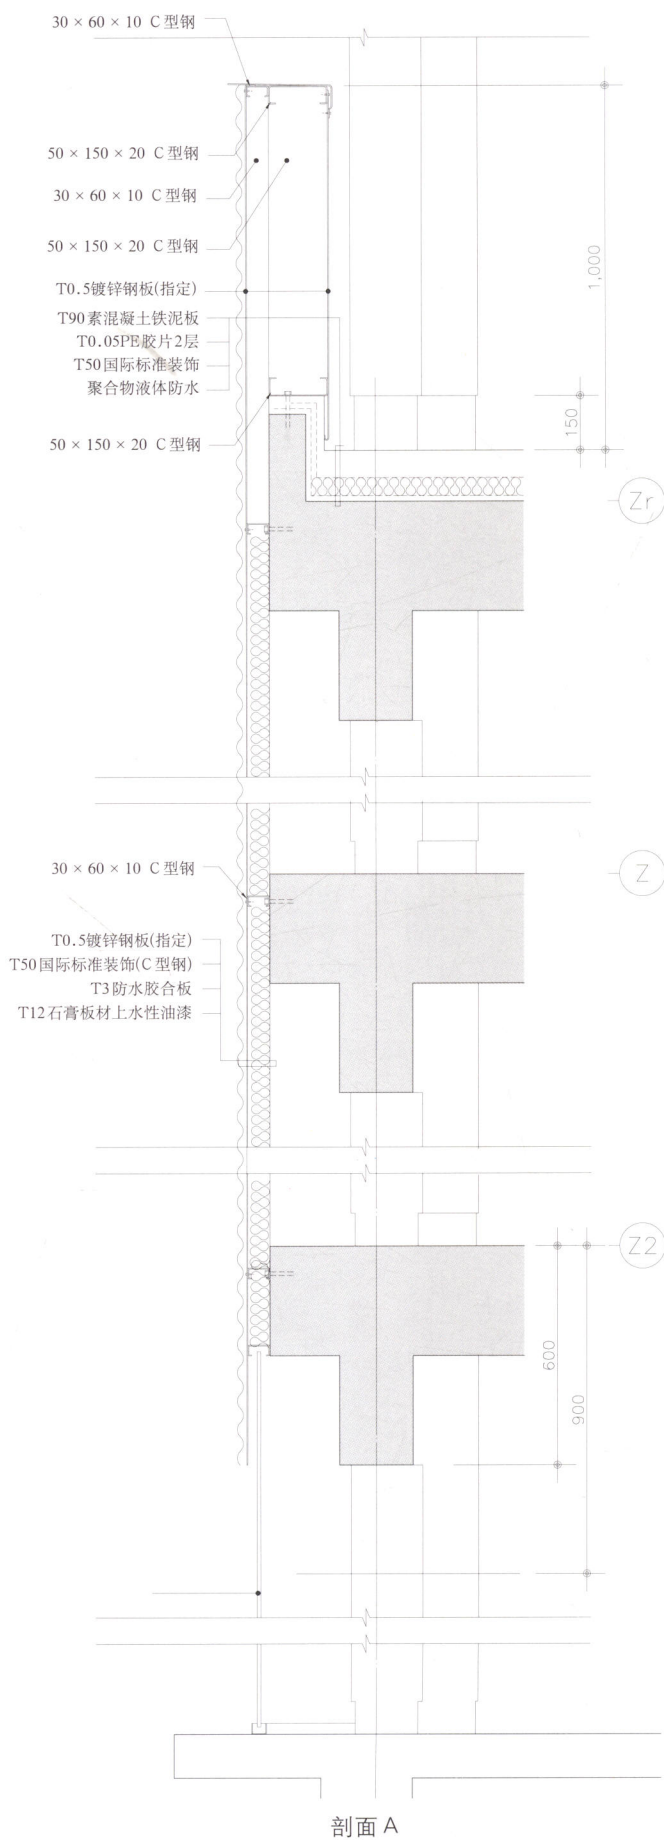 30 × 60 × 10 C型钢
50 × 150 × 20 C型钢
30 × 60 × 10 C型钢
50 × 150 × 20 C型钢
T0.5镀锌钢板(指定)
T90素混凝土铁泥板
T0.05PE胶片2层
T50国际标准装饰
聚合物液体防水
50 × 150 × 20 C型钢
1,000
150
Zr
30 × 60 × 10 C型钢
Z
T0.5镀锌钢板(指定)
T50国际标准装饰(C型钢)
T3防水胶合板
T12石膏板材上水性油漆
Z2
600
900
剖面A